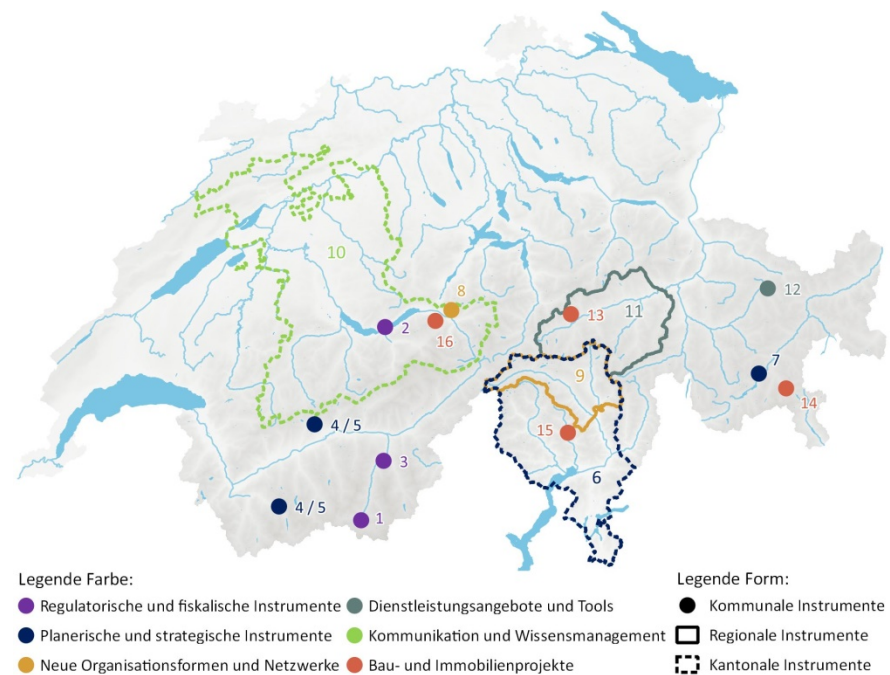 10
8
2
16
13
11
12
9
7
14
4 / 5
15
3
6
4 / 5
1
Legende Farbe:
Regulatorische und fiskalische Instrumente
Planerische und strategische Instrumente
Neue Organisationsformen und Netzwerke
Dienstleistungsangebote und Tools
Kommunikation und Wissensmanagement
Bau- und Immobilienprojekte
Legende Form:
Kommunale Instrumente
Regionale Instrumente
Kantonale Instrumente